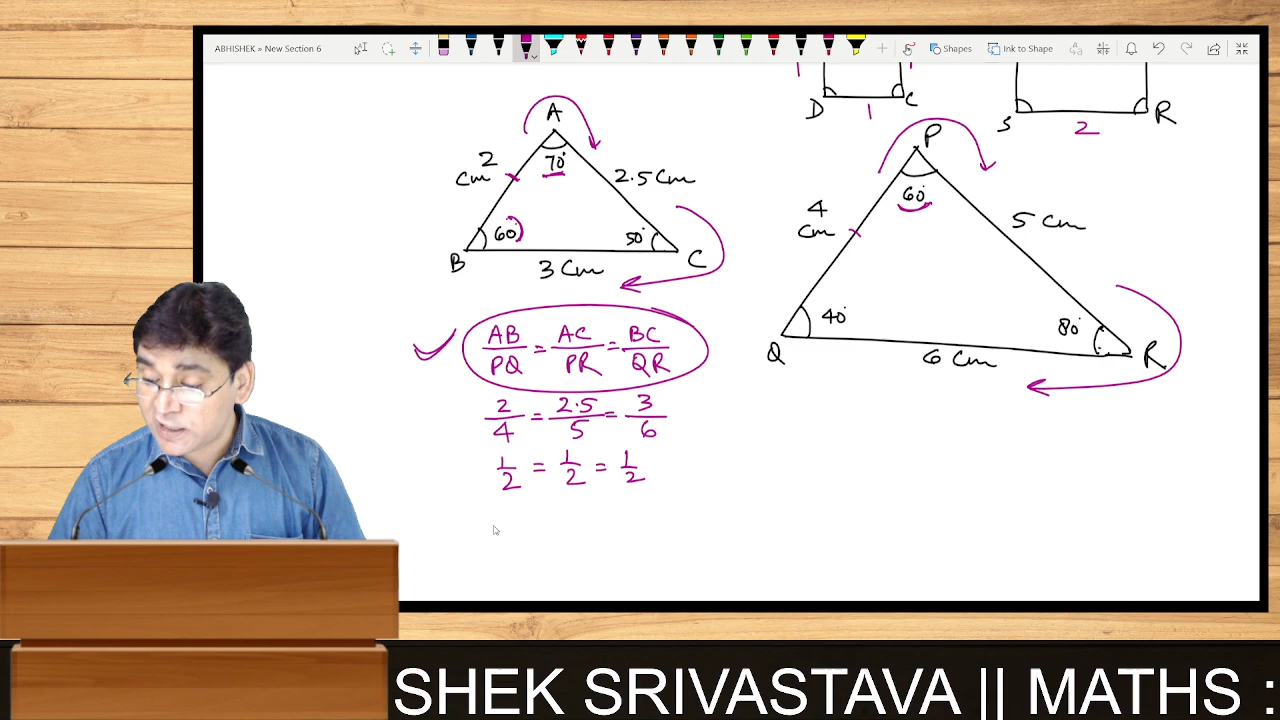 ABHISHEK » New Section 6
Shapes
Ink to Shape
1
1
D
C
1
S
R
2
A
70°
2
cm
2.5 cm
60°
50°
B
C
3 cm
P
60°
4
cm
5 cm
40°
80°
Q
R
6 cm
AB/PQ = AC/PR = BC/QR
2/4 = 2.5/5 = 3/6
1/2 = 1/2 = 1/2
SHEK SRIVASTAVA || MATHS :